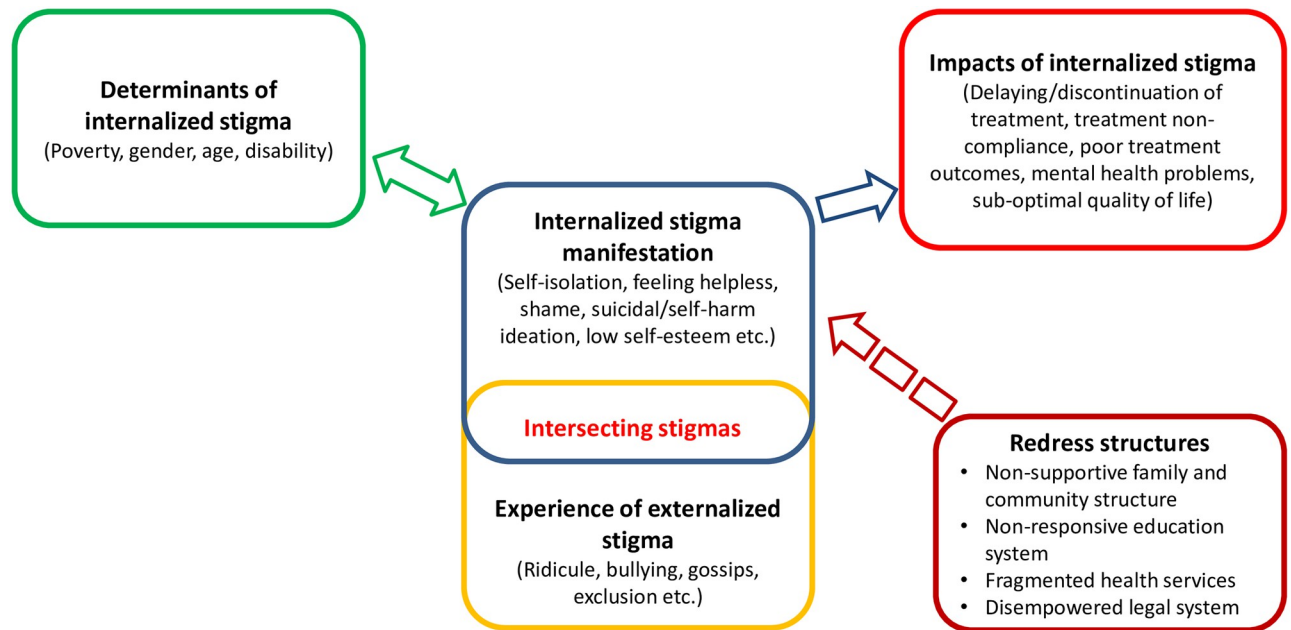 Determinants of
internalized stigma
(Poverty, gender, age, disability)
Impacts of internalized stigma
(Delaying/discontinuation of
treatment, treatment non-
compliance, poor treatment
outcomes, mental health problems,
sub-optimal quality of life)
Internalized stigma
manifestation
(Self-isolation, feeling helpless,
shame, suicidal/self-harm
ideation, low self-esteem etc.)
Intersecting stigmas
Experience of externalized
stigma
(Ridicule, bullying, gossips,
exclusion etc.)
Redress structures
• Non-supportive family and
community structure
• Non-responsive education
system
• Fragmented health services
• Disempowered legal system